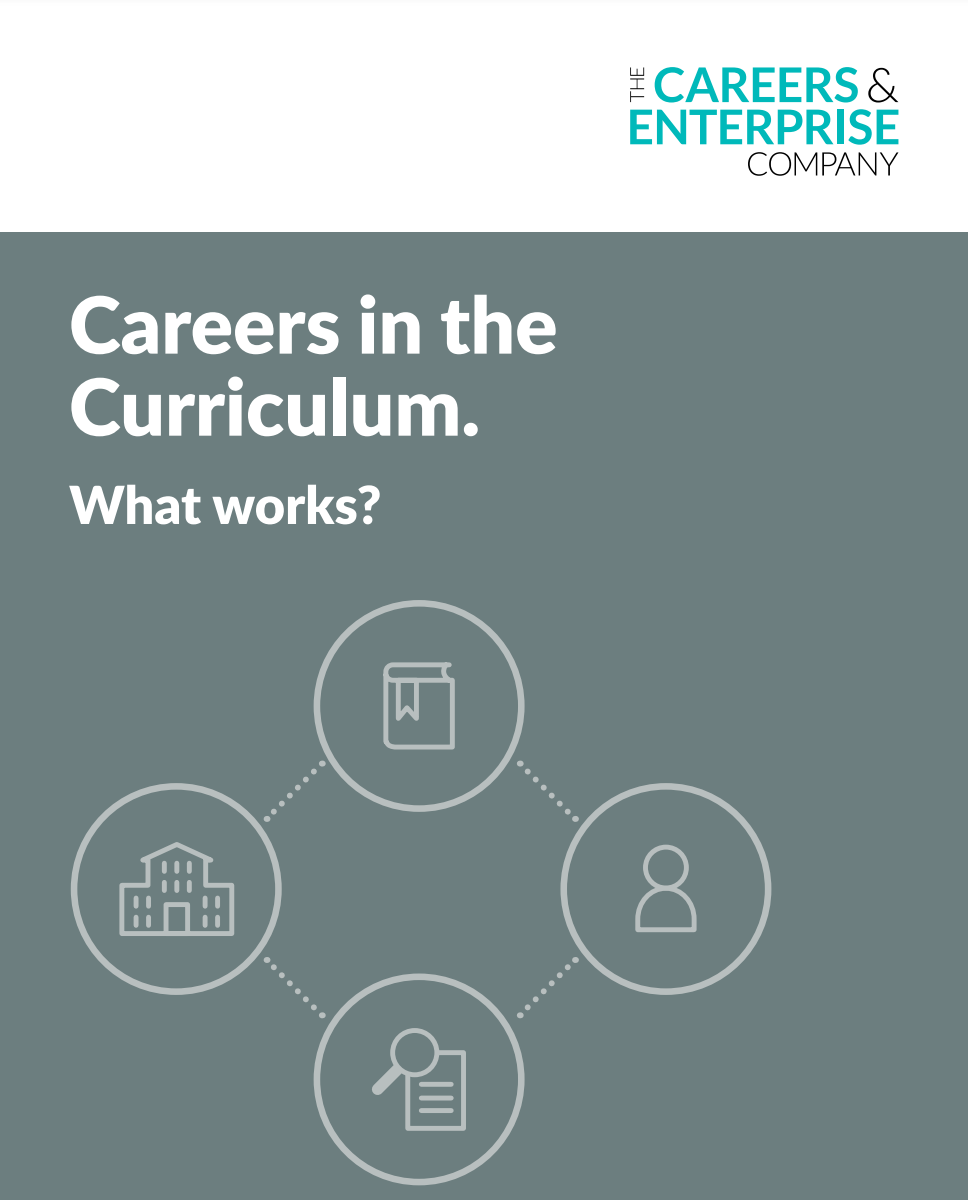 THE CAREERS &
ENTERPRISE
COMPANY
Careers in the
Curriculum.
What works?